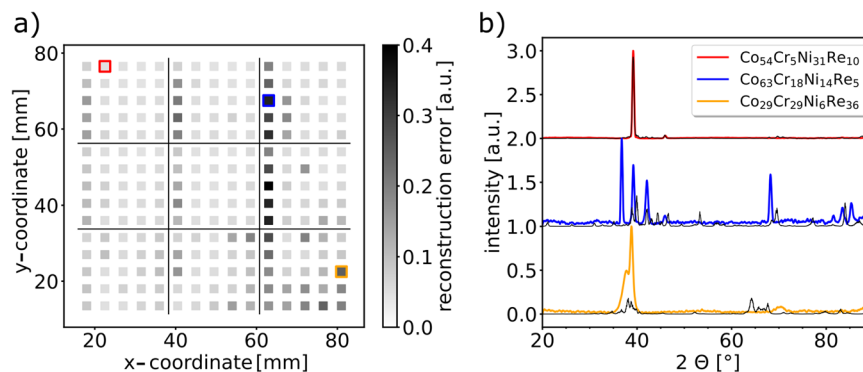 a)
80
60
40
20
y-coordinate [mm]
20 40 60 80
x-coordinate [mm]
0.4
0.3
0.2
0.1
0.0
reconstruction error [a.u.]
b)
3.0
2.5
2.0
1.5
1.0
0.5
0.0
intensity [a.u.]
Co₅₄Cr₅Ni₃₁Re₁₀
Co₆₃Cr₁₈Ni₁₄Re₅
Co₂₉Cr₂₉Ni₆Re₃₆
20 40 60 80
2 Θ [°]